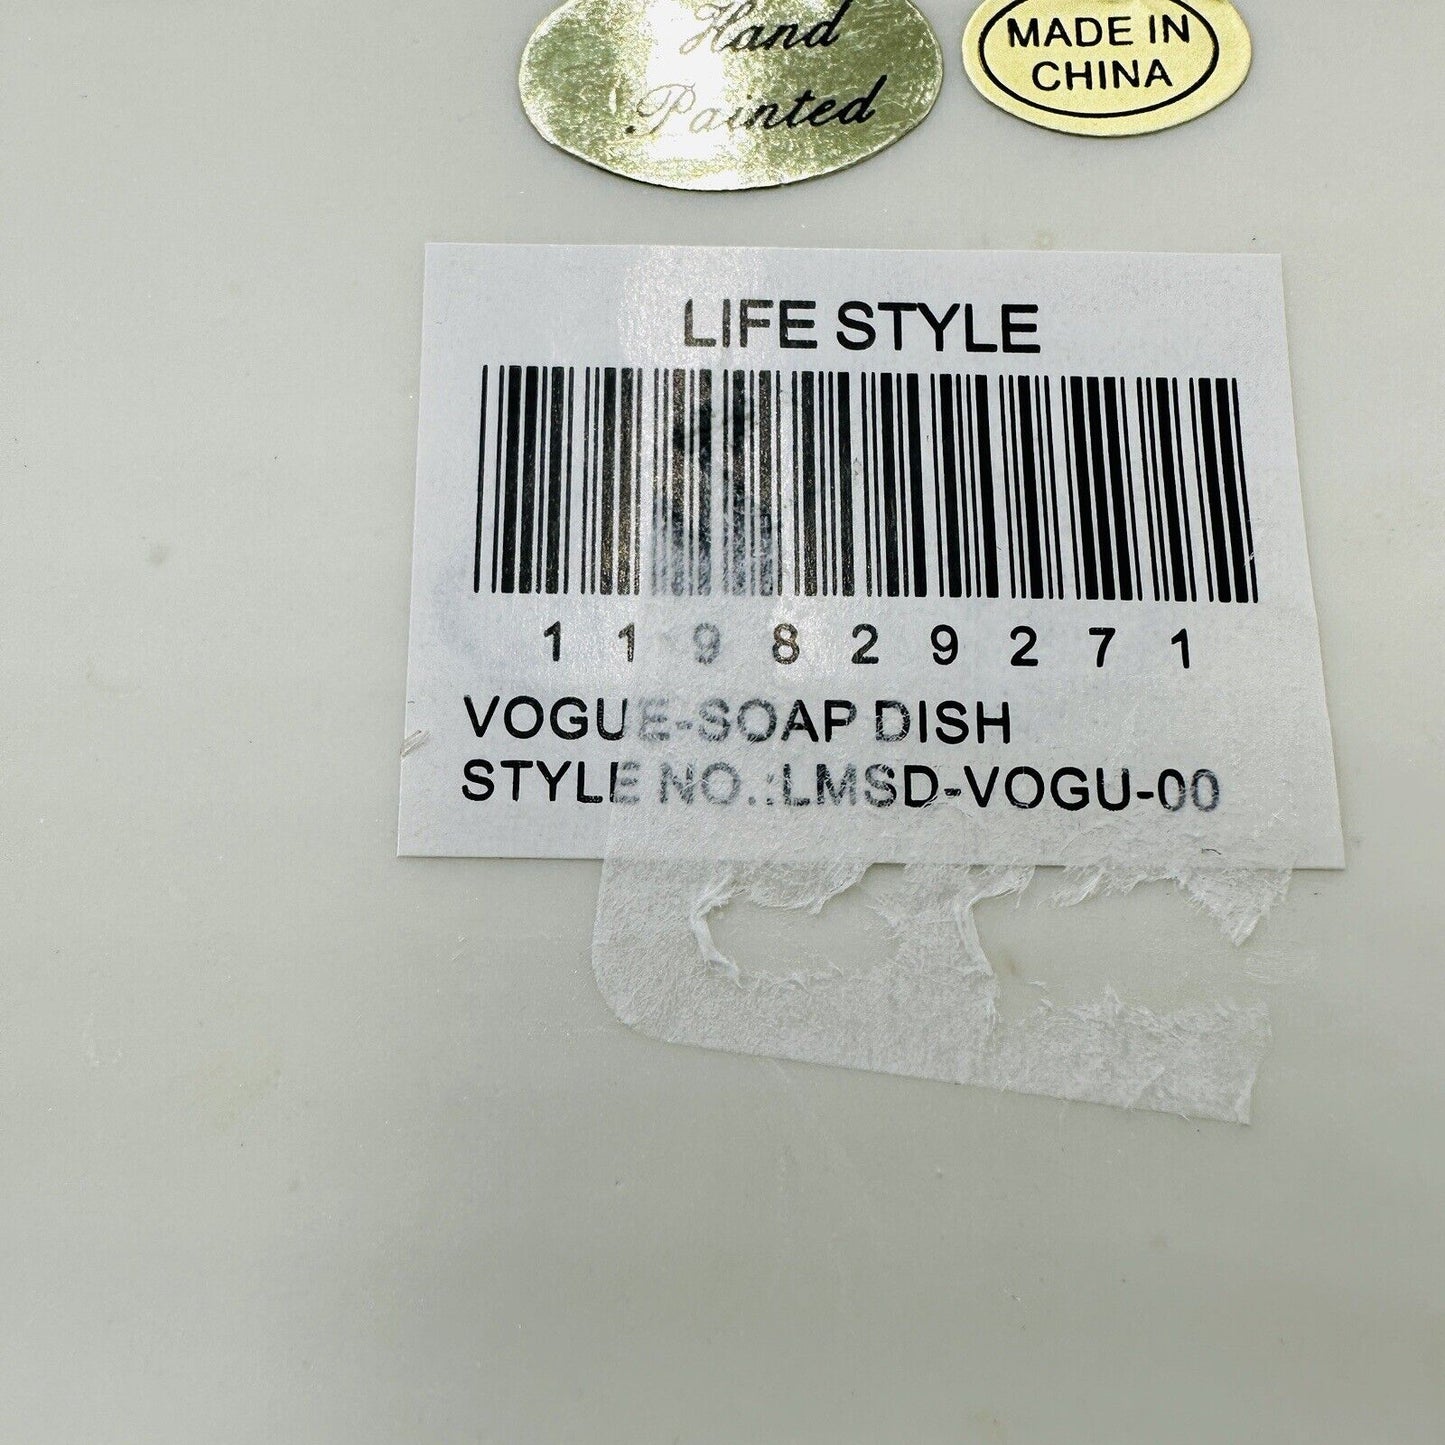 Hand
Painted
MADE IN
CHINA
LIFE STYLE
1 1 9 8 2 9 2 7 1
VOGUE-SOAP DISH
STYLE NO.:LMSD-VOGU-00